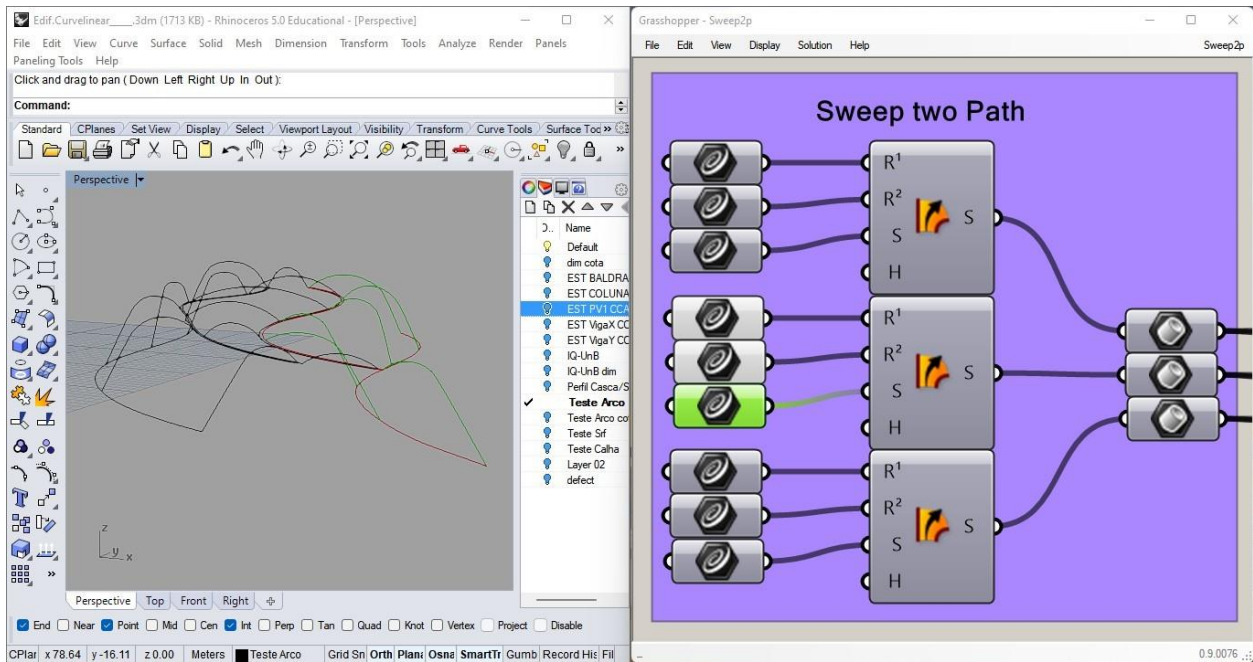 Edif.Curvelinear____.3dm (1713 KB) - Rhinoceros 5.0 Educational - [Perspective]
File Edit View Curve Surface Solid Mesh Dimension Transform Tools Analyze Render Panels
Paneling Tools Help
Click and drag to pan ( Down Left Right Up In Out ):
Command:
Standard CPlanes Set View Display Select Viewport Layout Visibility Transform Curve Tools Surface Toc »
»
Perspective
z
y x
Perspective Top Front Right
Name
Default
dim cota
EST BALDRA
EST COLUNA
EST PV1 CCA
EST VigaX CC
EST VigaY CC
IQ-UnB
IQ-UnB dim
Perfil Casca/S
Teste Arco
Teste Arco co
Teste Srf
Teste Calha
Layer 02
defect
»
End Near Point Mid Cen Int Perp Tan Quad Knot Vertex Project Disable
CPlar x 78.64 y -16.11 z 0.00 Meters Teste Arco Grid Sn Orth Plana Osna SmartTr Gumb Record His Fil
Grasshopper - Sweep2p
File Edit View Display Solution Help Sweep2p
Sweep two Path
R¹
R²
S
H
S
R¹
R²
S
H
S
R¹
R²
S
H
S
0.9.0076